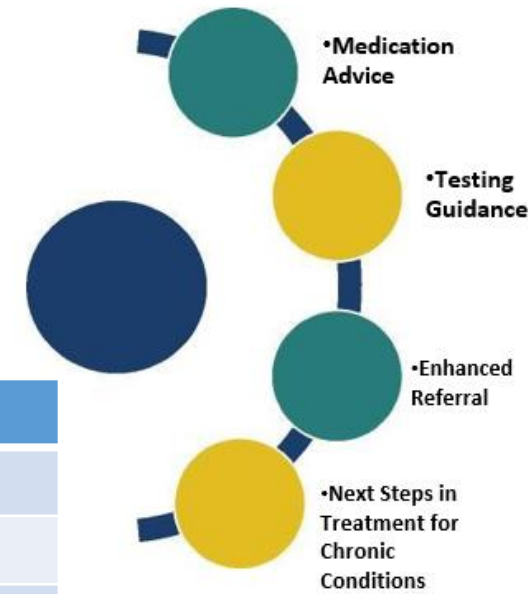 •Medication
Advice
•Testing
Guidance
•Enhanced
Referral
•Next Steps in
Treatment for
Chronic
Conditions